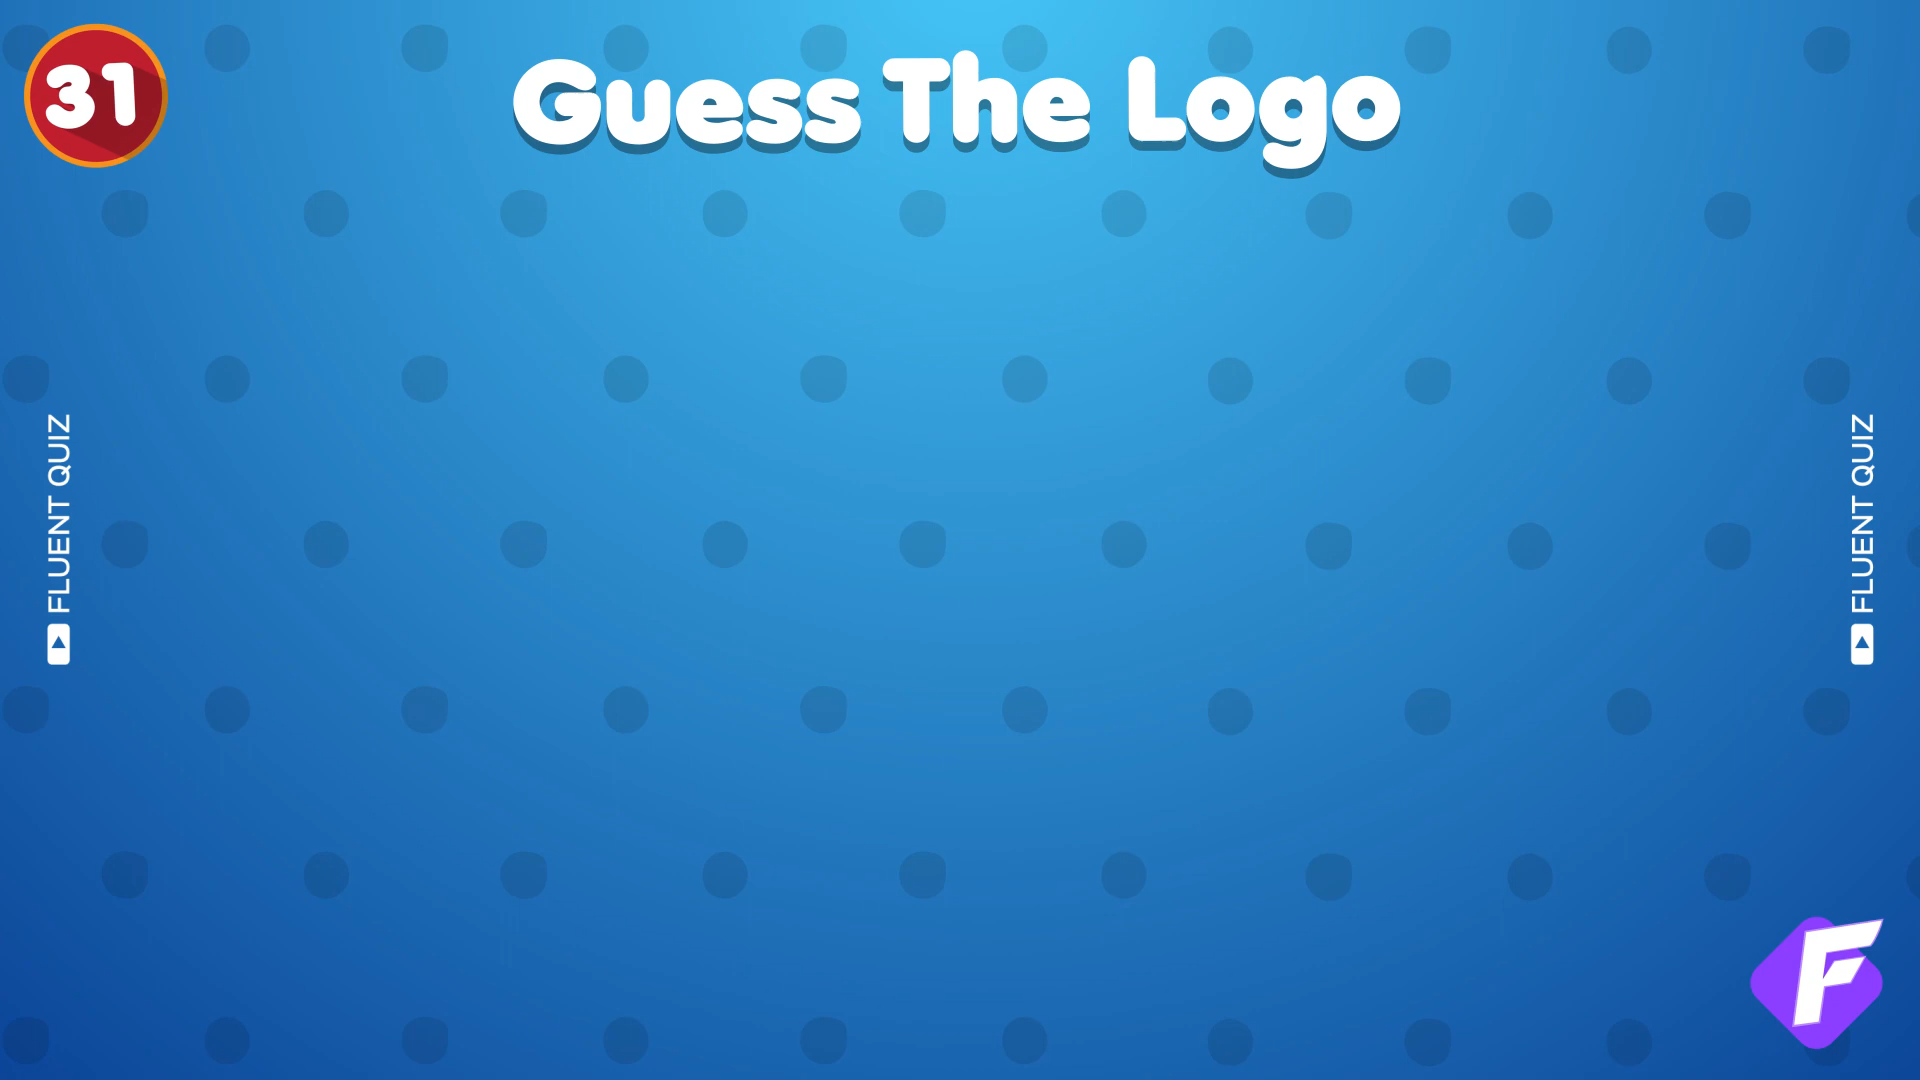 31
Guess The Logo
FLUENT QUIZ
FLUENT QUIZ
F